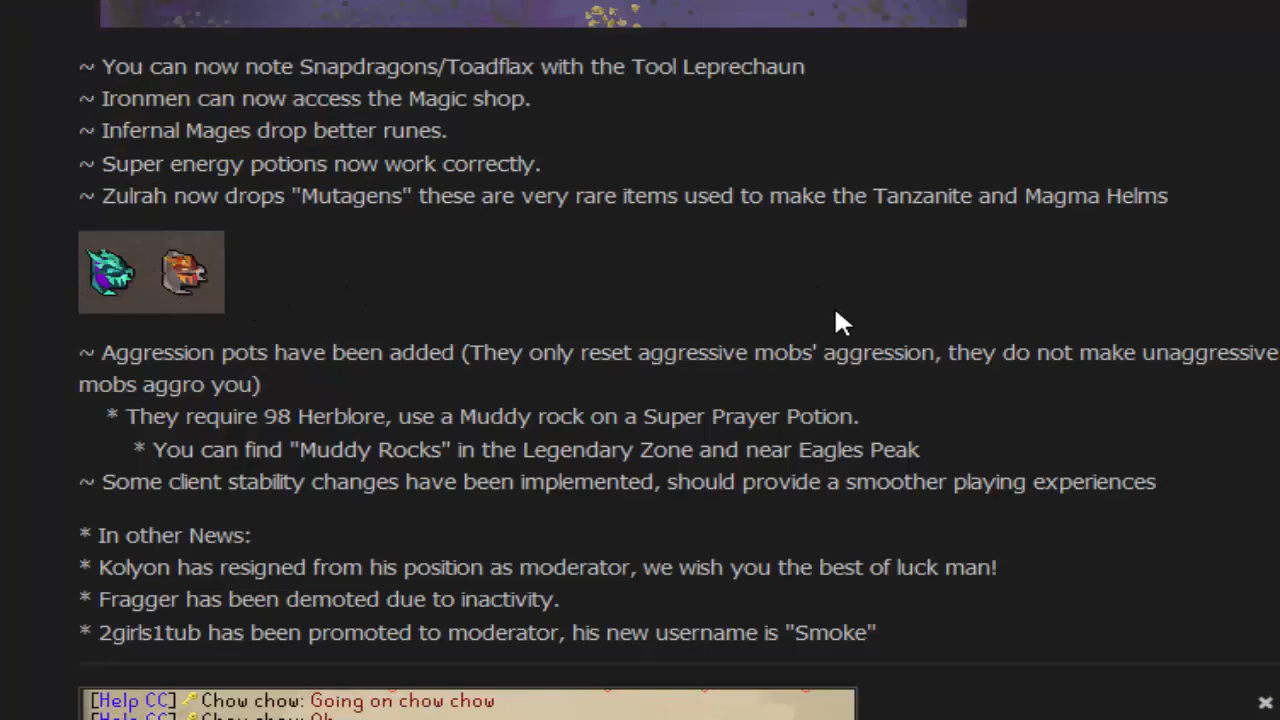 ~ You can now note Snapdragons/Toadflax with the Tool Leprechaun
~ Ironmen can now access the Magic shop.
~ Infernal Mages drop better runes.
~ Super energy potions now work correctly.
~ Zulrah now drops "Mutagens" these are very rare items used to make the Tanzanite and Magma Helms
~ Aggression pots have been added (They only reset aggressive mobs' aggression, they do not make unaggressive
mobs aggro you)
* They require 98 Herblore, use a Muddy rock on a Super Prayer Potion.
* You can find "Muddy Rocks" in the Legendary Zone and near Eagles Peak
~ Some client stability changes have been implemented, should provide a smoother playing experiences
* In other News:
* Kolyon has resigned from his position as moderator, we wish you the best of luck man!
* Fragger has been demoted due to inactivity.
* 2girls1tub has been promoted to moderator, his new username is "Smoke"
[Help CC] Chow chow: Going on chow chow
[Help CC] Chow chow: Oh